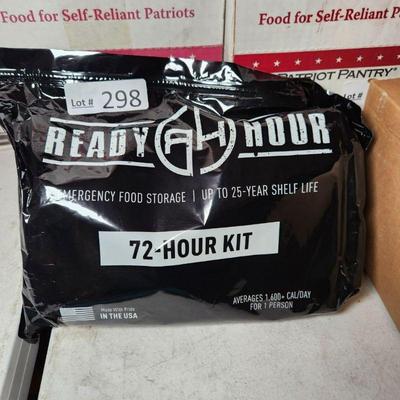 Food for Self-Reliant Patriots
Food for Self-Reliant
PATRIOT PANTRY®
Lot # 298
Lot #
READY RH HOUR
EMERGENCY FOOD STORAGE | UP TO 25-YEAR SHELF LIFE
72-HOUR KIT
Made With Pride
IN THE USA
AVERAGES 1,600+ CAL/DAY
FOR 1 PERSON